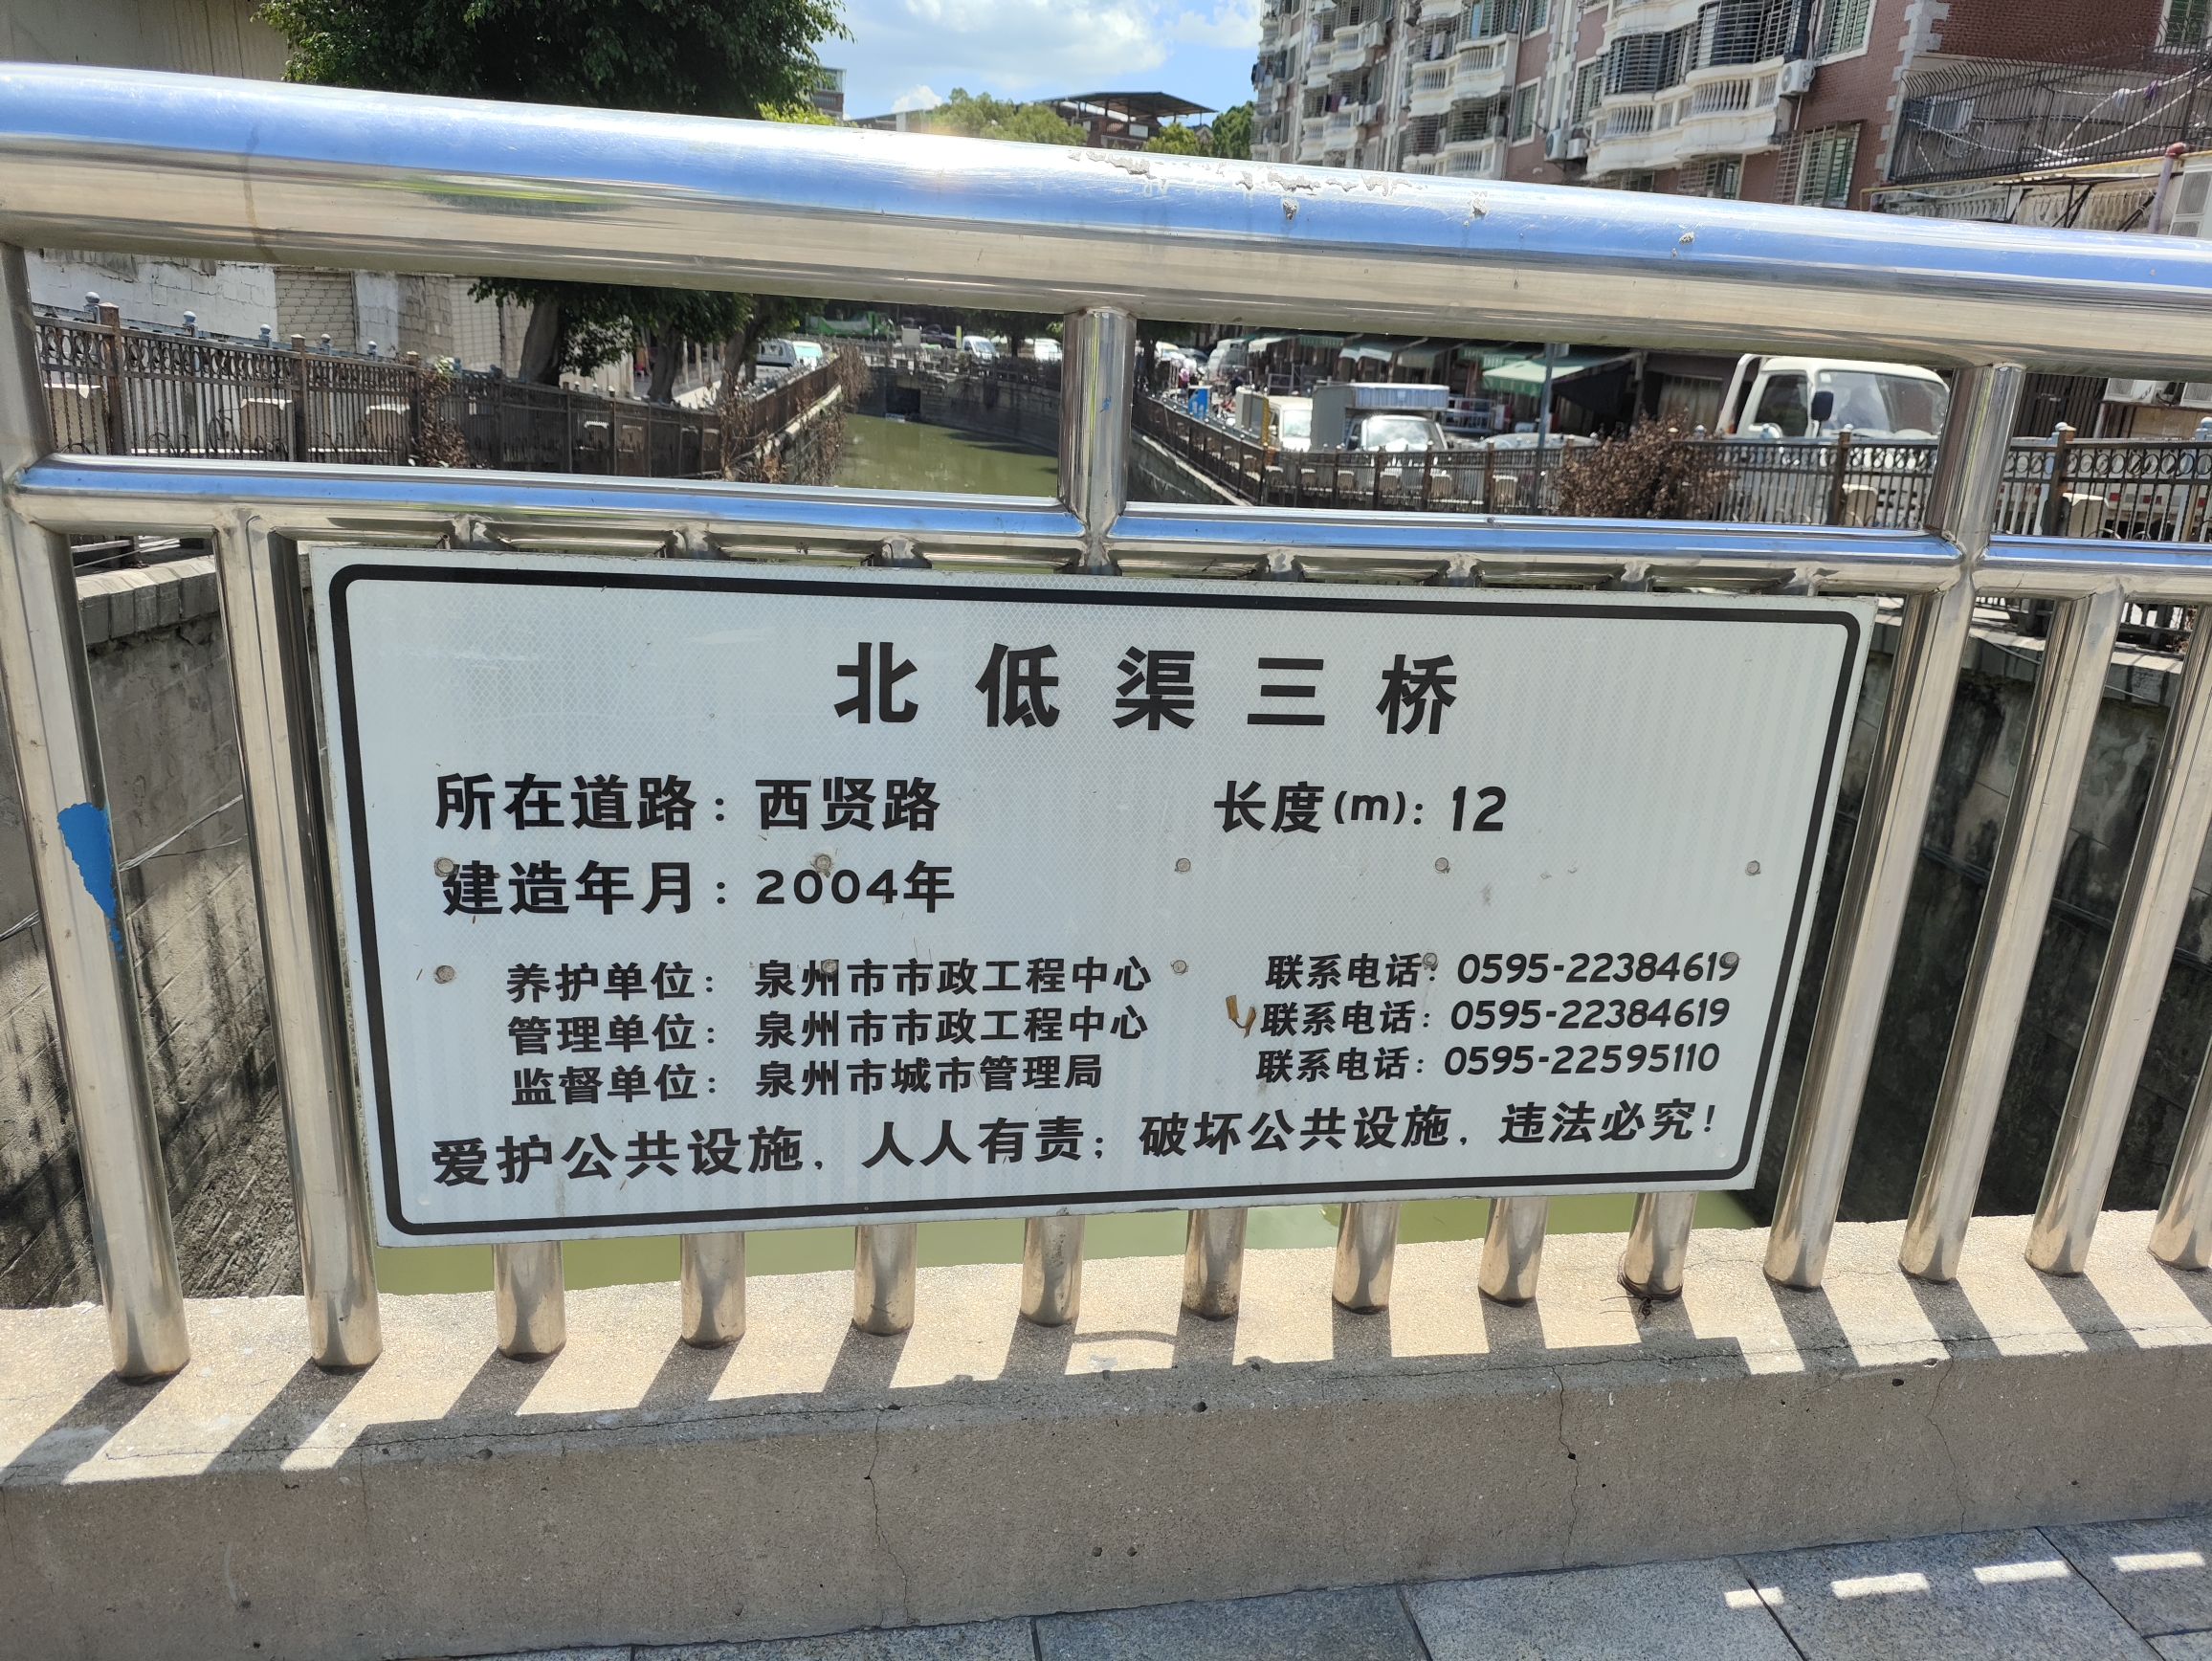 北低渠三桥
所在道路：西贤路 长度(m)：12
建造年月：2004年
养护单位：泉州市市政工程中心 联系电话：0595-22384619
管理单位：泉州市市政工程中心 联系电话：0595-22384619
监督单位：泉州市城市管理局 联系电话：0595-22595110
爱护公共设施，人人有责；破坏公共设施，违法必究！